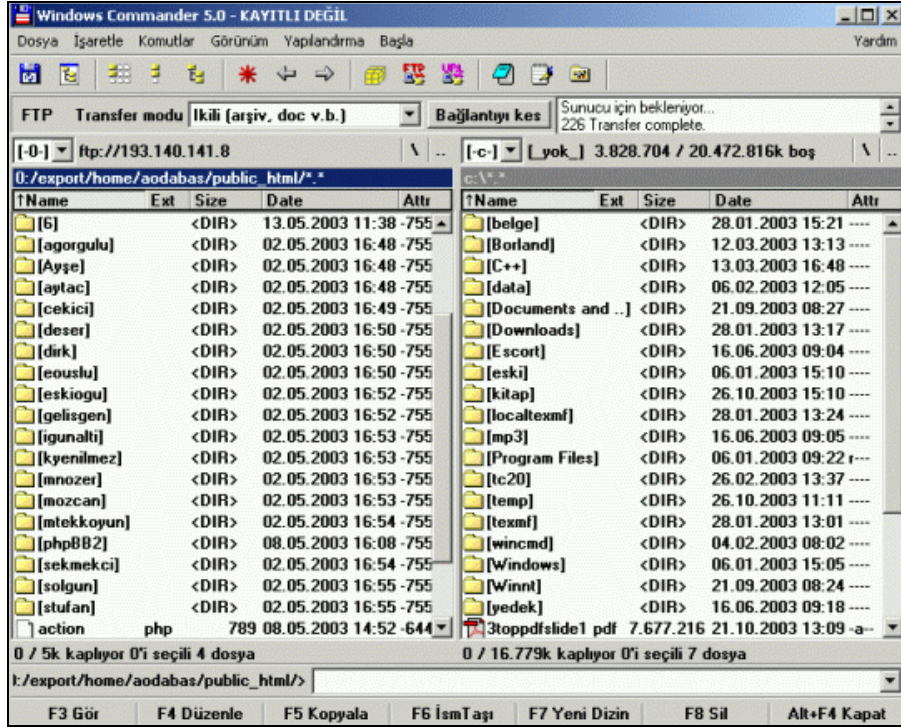 Windows Commander 5.0 - KAYITLI DEĞİL
Dosya İşaretle Komutlar Görünüm Yapılandırma Başla Yardım
FTP Transfer modu İkili (arşiv, doc v.b.) Bağlantıyı kes Sunucu için bekleniyor...
226 Transfer complete.
[-0-] ftp://193.140.141.8 \ .. [-c-] [_yok_] 3.828.704 / 20.472.816k boş \ ..
0:/export/home/aodabas/public_html/*.* c:\*.*
↑Name Ext Size Date Attr ↑Name Ext Size Date Attr
[6] <DIR> 13.05.2003 11:38 -755 [belge] <DIR> 28.01.2003 15:21 ----
[agorgulu] <DIR> 02.05.2003 16:48 -755 [Borland] <DIR> 12.03.2003 13:13 ----
[Ayşe] <DIR> 02.05.2003 16:48 -755 [C++] <DIR> 13.03.2003 16:48 ----
[aytac] <DIR> 02.05.2003 16:48 -755 [data] <DIR> 06.02.2003 12:05 ----
[cekici] <DIR> 02.05.2003 16:49 -755 [Documents and ..] <DIR> 21.09.2003 08:27 ----
[deser] <DIR> 02.05.2003 16:50 -755 [Downloads] <DIR> 28.01.2003 13:17 ----
[dirk] <DIR> 02.05.2003 16:50 -755 [Escort] <DIR> 16.06.2003 09:04 ----
[eouslu] <DIR> 02.05.2003 16:50 -755 [eski] <DIR> 06.01.2003 15:10 ----
[eskiogu] <DIR> 02.05.2003 16:52 -755 [kitap] <DIR> 26.10.2003 15:10 ----
[gelisgen] <DIR> 02.05.2003 16:52 -755 [localtexmf] <DIR> 28.01.2003 13:24 ----
[igunalti] <DIR> 02.05.2003 16:53 -755 [mp3] <DIR> 16.06.2003 09:05 ----
[kyenilmez] <DIR> 02.05.2003 16:53 -755 [Program Files] <DIR> 06.01.2003 09:22 r---
[mnozer] <DIR> 02.05.2003 16:53 -755 [tc20] <DIR> 26.02.2003 13:37 ----
[mozcan] <DIR> 02.05.2003 16:53 -755 [temp] <DIR> 26.10.2003 11:11 ----
[mtekkoyun] <DIR> 02.05.2003 16:54 -755 [texmf] <DIR> 28.01.2003 13:01 ----
[phpBB2] <DIR> 08.05.2003 16:08 -755 [wincmd] <DIR> 04.02.2003 08:02 ----
[sekmekci] <DIR> 02.05.2003 16:54 -755 [Windows] <DIR> 06.01.2003 15:05 ----
[solgun] <DIR> 02.05.2003 16:55 -755 [Winnt] <DIR> 21.09.2003 08:24 ----
[stufan] <DIR> 02.05.2003 16:55 -755 [yedek] <DIR> 16.06.2003 09:18 ----
action php 789 08.05.2003 14:52 -644 3toppdfslide1 pdf 7.677.216 21.10.2003 13:09 -a--
0 / 5k kaplıyor 0'i seçili 4 dosya 0 / 16.779k kaplıyor 0'i seçili 7 dosya
l:/export/home/aodabas/public_html/>
F3 Gör F4 Düzenle F5 Kopyala F6 İsmTaşı F7 Yeni Dizin F8 Sil Alt+F4 Kapat